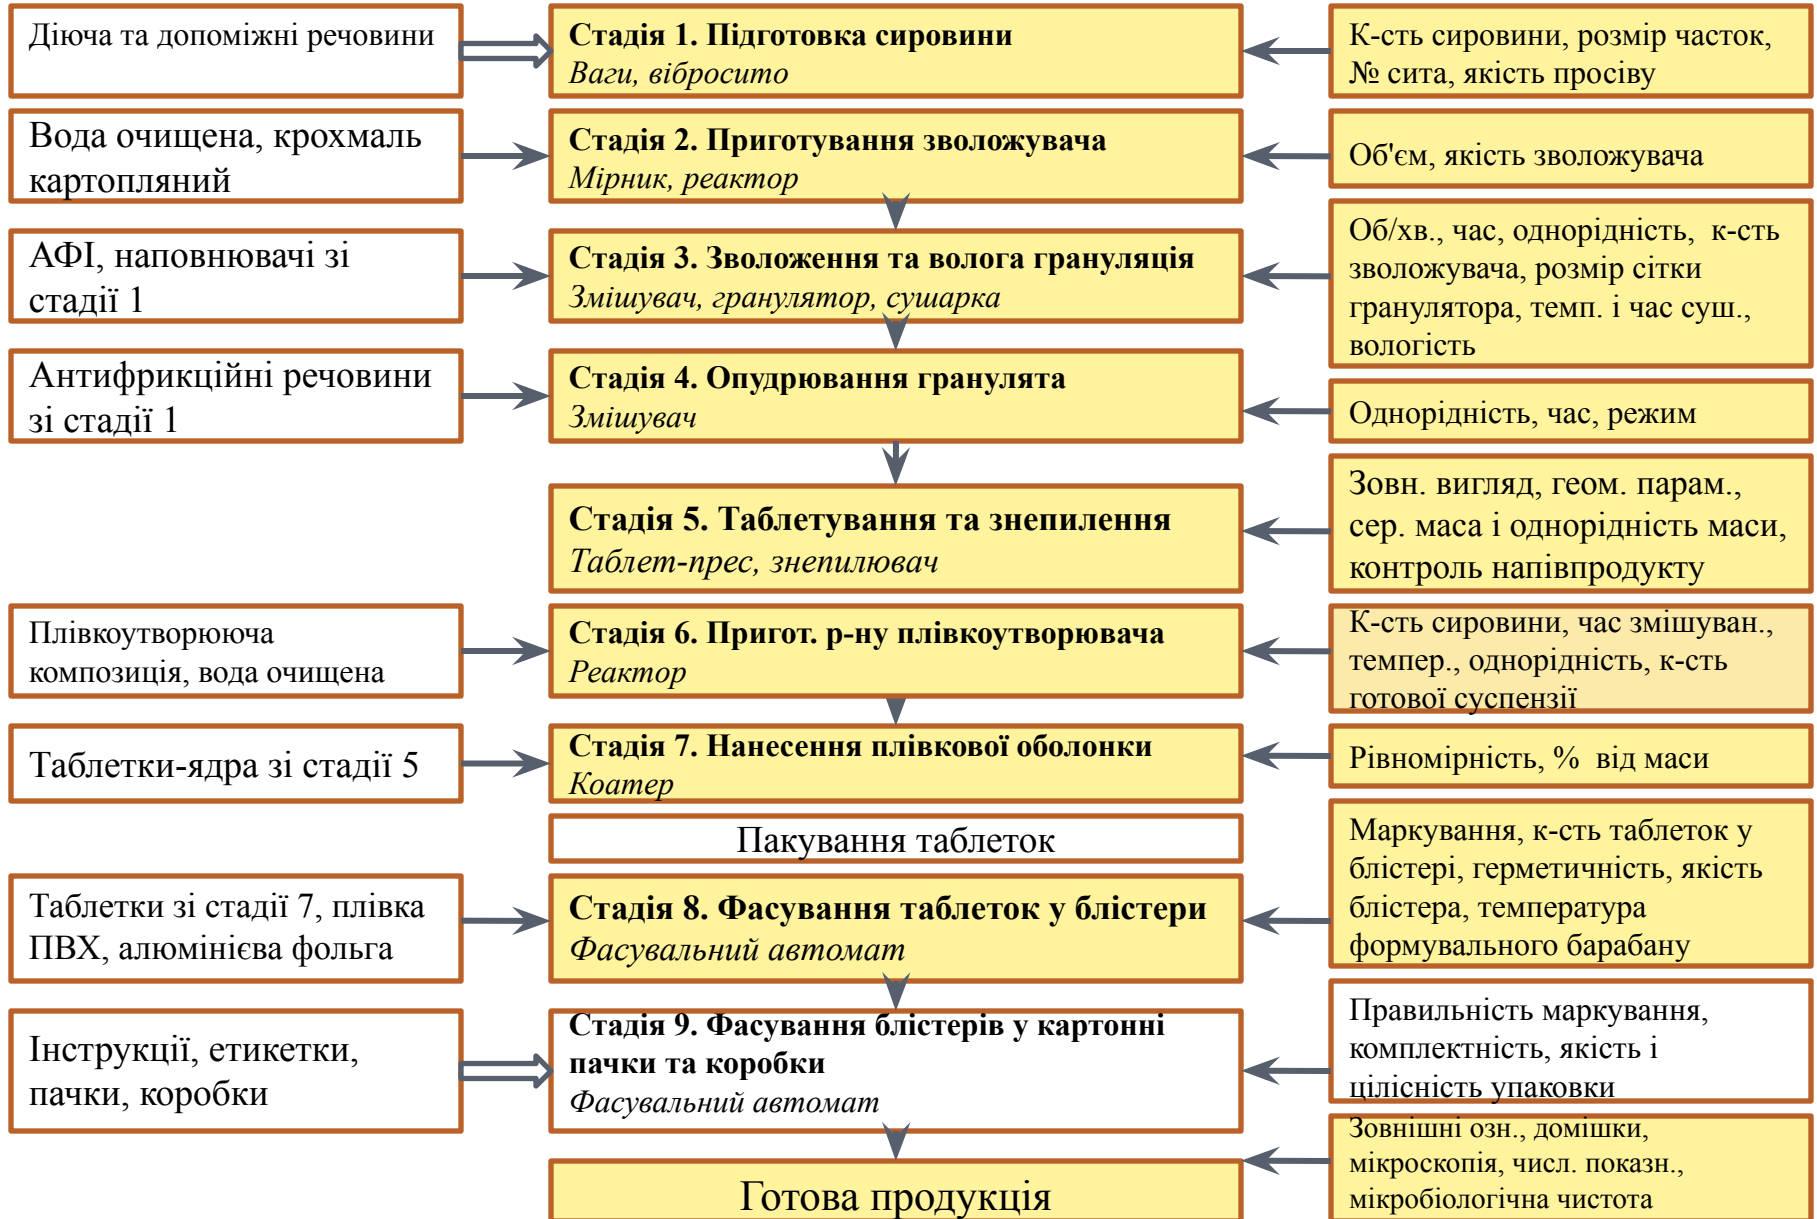 Діюча та допоміжні речовини
Стадія 1. Підготовка сировини
Ваги, вібросито
К-сть сировини, розмір часток,
№ сита, якість просіву
Вода очищена, крохмаль
картопляний
Стадія 2. Приготування зволожувача
Мірник, реактор
Об'єм, якість зволожувача
АФІ, наповнювачі зі
стадії 1
Стадія 3. Зволоження та волога грануляція
Змішувач, гранулятор, сушарка
Об/хв., час, однорідність, к-сть
зволожувача, розмір сітки
гранулятора, темп. і час суш.,
вологість
Антифрикційні речовини
зі стадії 1
Стадія 4. Опудрювання гранулята
Змішувач
Однорідність, час, режим
Стадія 5. Таблетування та знепилення
Таблет-прес, знепилювач
Зовн. вигляд, геом. парам.,
сер. маса і однорідність маси,
контроль напівпродукту
Плівкоутворююча
композиція, вода очищена
Стадія 6. Пригот. р-ну плівкоутворювача
Реактор
К-сть сировини, час змішуван.,
темпер., однорідність, к-сть
готової суспензії
Таблетки-ядра зі стадії 5
Стадія 7. Нанесення плівкової оболонки
Коатер
Рівномірність, % від маси
Пакування таблеток
Таблетки зі стадії 7, плівка
ПВХ, алюмінієва фольга
Стадія 8. Фасування таблеток у блістери
Фасувальний автомат
Маркування, к-сть таблеток у
блістері, герметичність, якість
блістера, температура
формувального барабану
Інструкції, етикетки,
пачки, коробки
Стадія 9. Фасування блістерів у картонні
пачки та коробки
Фасувальний автомат
Правильність маркування,
комплектність, якість і
цілісність упаковки
Готова продукція
Зовнішні озн., домішки,
мікроскопія, числ. показн.,
мікробіологічна чистота